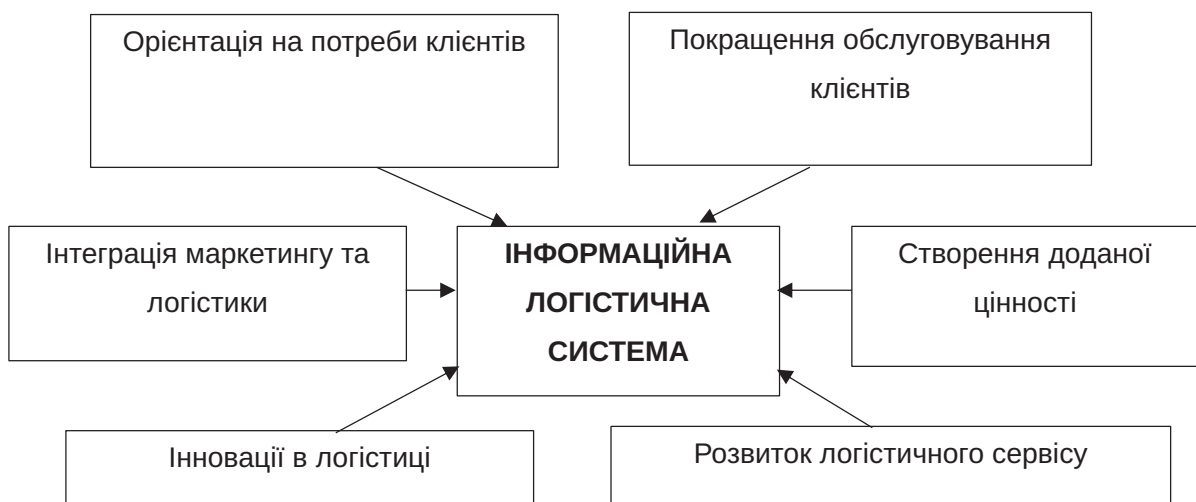 Орієнтація на потреби клієнтів
Покращення обслуговування
клієнтів
Інтеграція маркетингу та
логістики
ІНФОРМАЦІЙНА
ЛОГІСТИЧНА
СИСТЕМА
Створення доданої
цінності
Інновації в логістиці
Розвиток логістичного сервісу